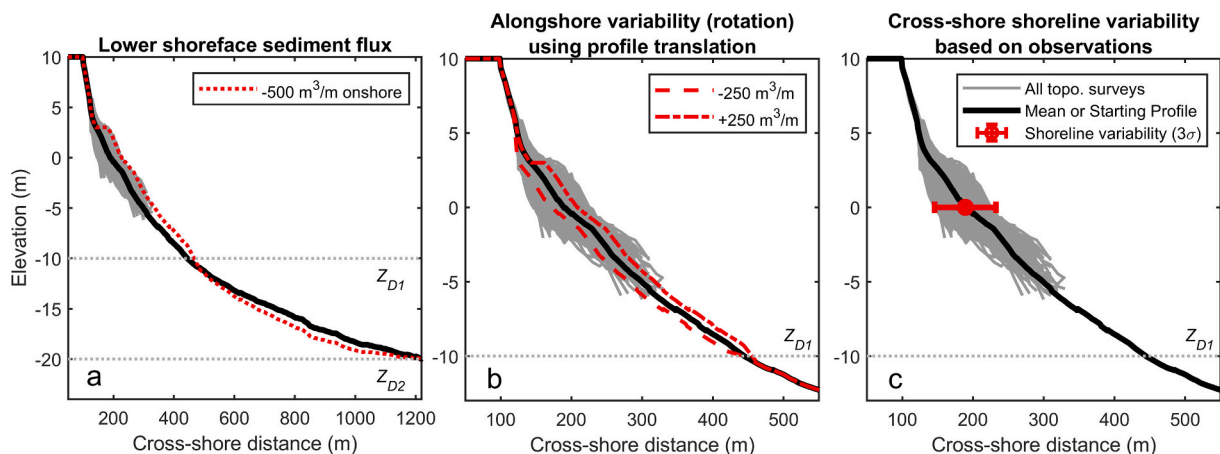 Lower shoreface sediment flux
-500 m³/m onshore
10
5
0
-5
-10
-15
-20
Elevation (m)
Z_D1
Z_D2
a
200
400
600
800
1000
1200
Cross-shore distance (m)
Alongshore variability (rotation)
using profile translation
-250 m³/m
+250 m³/m
10
5
0
-5
-10
Z_D1
b
100
200
300
400
500
Cross-shore distance (m)
Cross-shore shoreline variability
based on observations
All topo. surveys
Mean or Starting Profile
Shoreline variability (3σ)
10
5
0
-5
-10
Z_D1
c
100
200
300
400
500
Cross-shore distance (m)